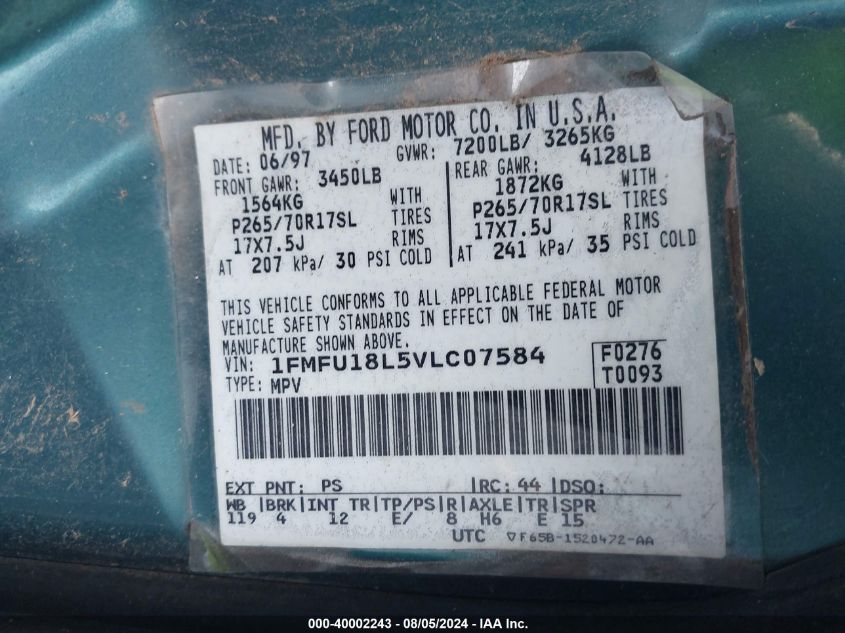 MFD. BY FORD MOTOR CO. IN U.S.A.
DATE: 06/97 GVWR: 7200LB/ 3265KG
FRONT GAWR: 3450LB REAR GAWR: 4128LB
1564KG WITH 1872KG WITH
P265/70R17SL TIRES P265/70R17SL TIRES
17X7.5J RIMS 17X7.5J RIMS
AT 207 kPa/ 30 PSI COLD AT 241 kPa/ 35 PSI COLD
THIS VEHICLE CONFORMS TO ALL APPLICABLE FEDERAL MOTOR
VEHICLE SAFETY STANDARDS IN EFFECT ON THE DATE OF
MANUFACTURE SHOWN ABOVE.
VIN: 1FMFU18L5VLC07584 F0276
TYPE: MPV T0093
EXT PNT: PS RC: 44 DSO:
WB BRK INT TR TP/PS R AXLE TR SPR
119 4 12 E/ 8 H6 E 15
UTC ▽F65B-1520472-AA
000-40002243 - 08/05/2024 - IAA Inc.